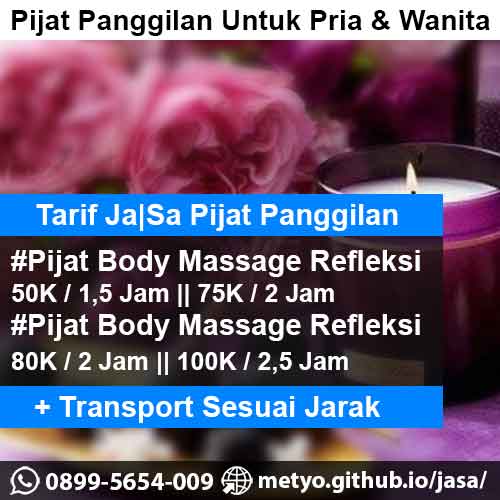 Pijat Panggilan Untuk Pria & Wanita
Tarif Ja|Sa Pijat Panggilan
#Pijat Body Massage Refleksi
50K / 1,5 Jam || 75K / 2 Jam
#Pijat Body Massage Refleksi
80K / 2 Jam || 100K / 2,5 Jam
+ Transport Sesuai Jarak
0899-5654-009 metyo.github.io/jasa/